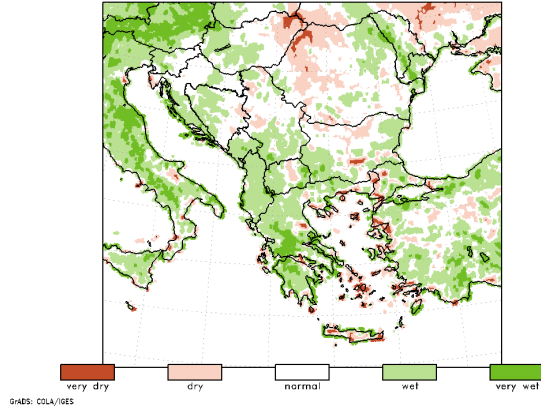 very dry
dry
normal
wet
very wet
GrADS: COLA/IGES